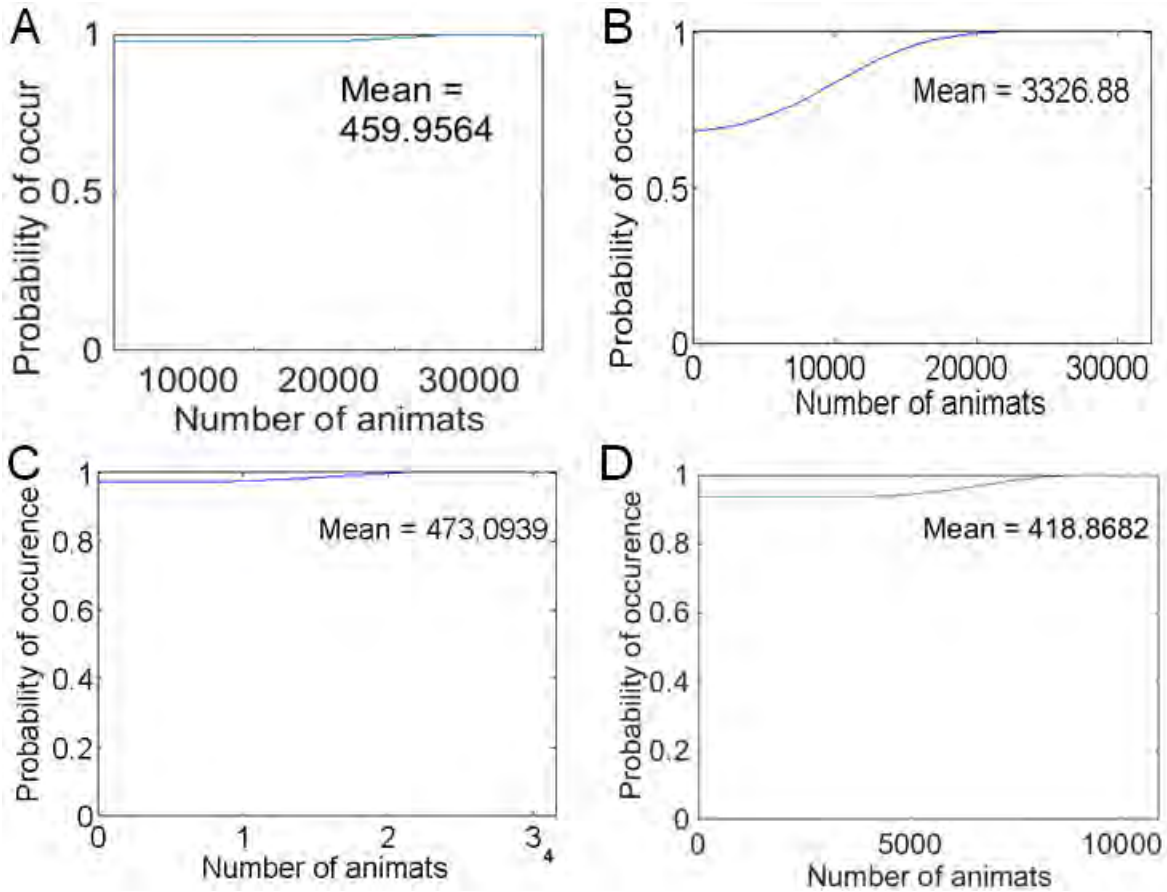 A
Probability of occur
1
0.5
0
Mean =
459.9564
10000 20000 30000
Number of animats
B
Probability of occur
1
0.5
0
Mean = 3326.88
0 10000 20000 30000
Number of animats
C
Probability of occurence
1
0.8
0.6
0.4
0.2
0
Mean = 473.0939
0 1 2 3
4
Number of animats
D
Probability of occurence
1
0.8
0.6
0.4
0.2
0
Mean = 418.8682
0 5000 10000
Number of animats